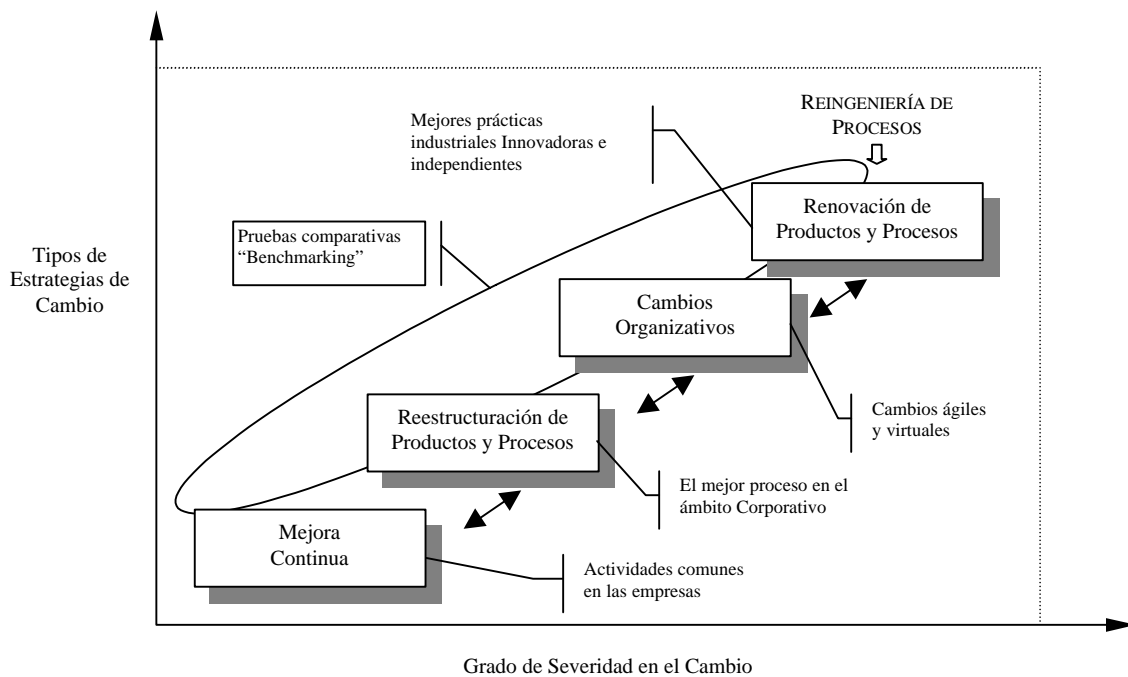 REINGENIERÍA DE
PROCESOS
Mejores prácticas
industriales Innovadoras e
independientes
Renovación de
Productos y Procesos
Pruebas comparativas
“Benchmarking”
Tipos de
Estrategias de
Cambio
Cambios
Organizativos
Reestructuración de
Productos y Procesos
Cambios ágiles
y virtuales
El mejor proceso en el
ámbito Corporativo
Mejora
Continua
Actividades comunes
en las empresas
Grado de Severidad en el Cambio